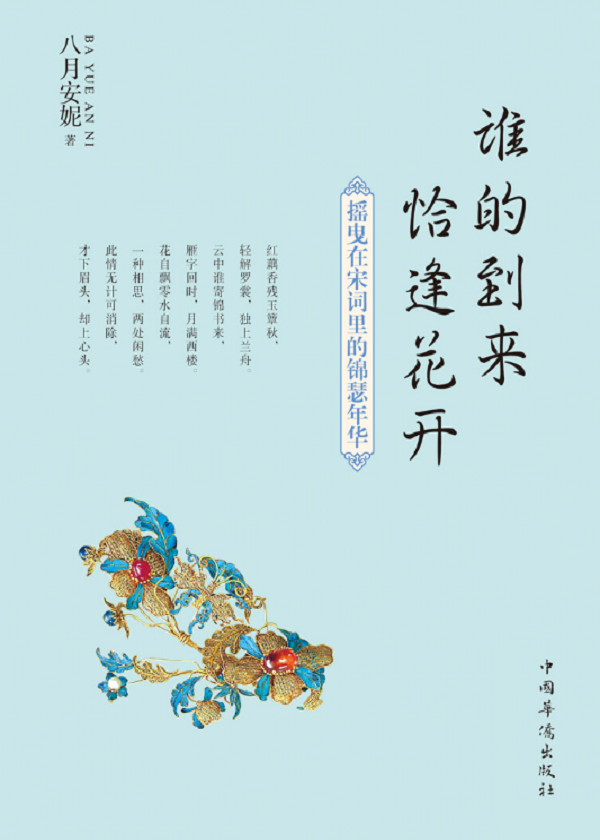 谁的到来
恰逢花开
摇曳在宋词里的锦瑟年华
红藕香残玉簟秋，
轻解罗裳，独上兰舟。
云中谁寄锦书来，
雁字回时，月满西楼。
花自飘零水自流，
一种相思，两处闲愁。
此情无计可消除，
才下眉头，却上心头。
BA YUE AN NI
八月安妮 著
中國華僑出版社